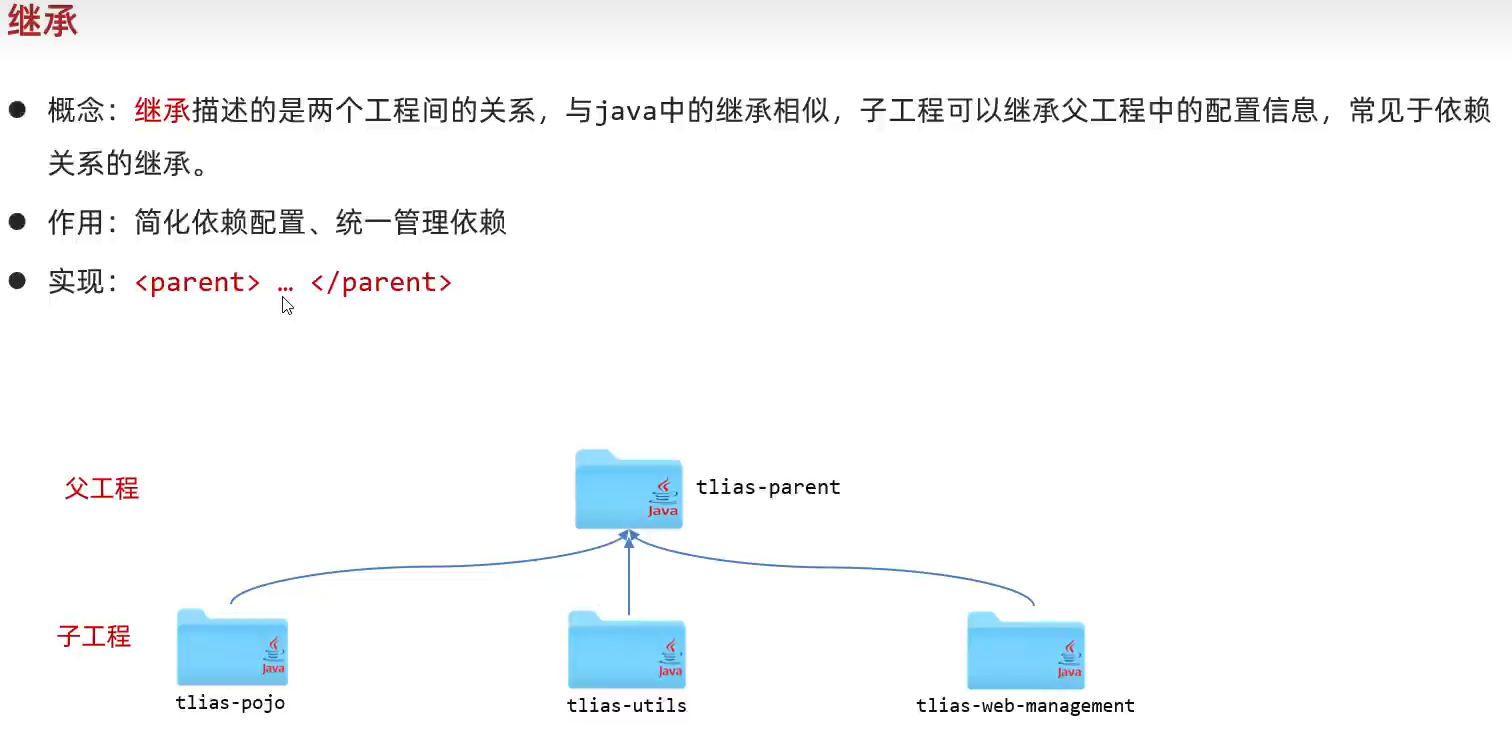 继承
● 概念：继承描述的是两个工程间的关系，与java中的继承相似，子工程可以继承父工程中的配置信息，常见于依赖
关系的继承。
● 作用：简化依赖配置、统一管理依赖
● 实现：<parent> … </parent>
父工程
Java
tlias-parent
子工程
Java
Java
Java
tlias-pojo
tlias-utils
tlias-web-management